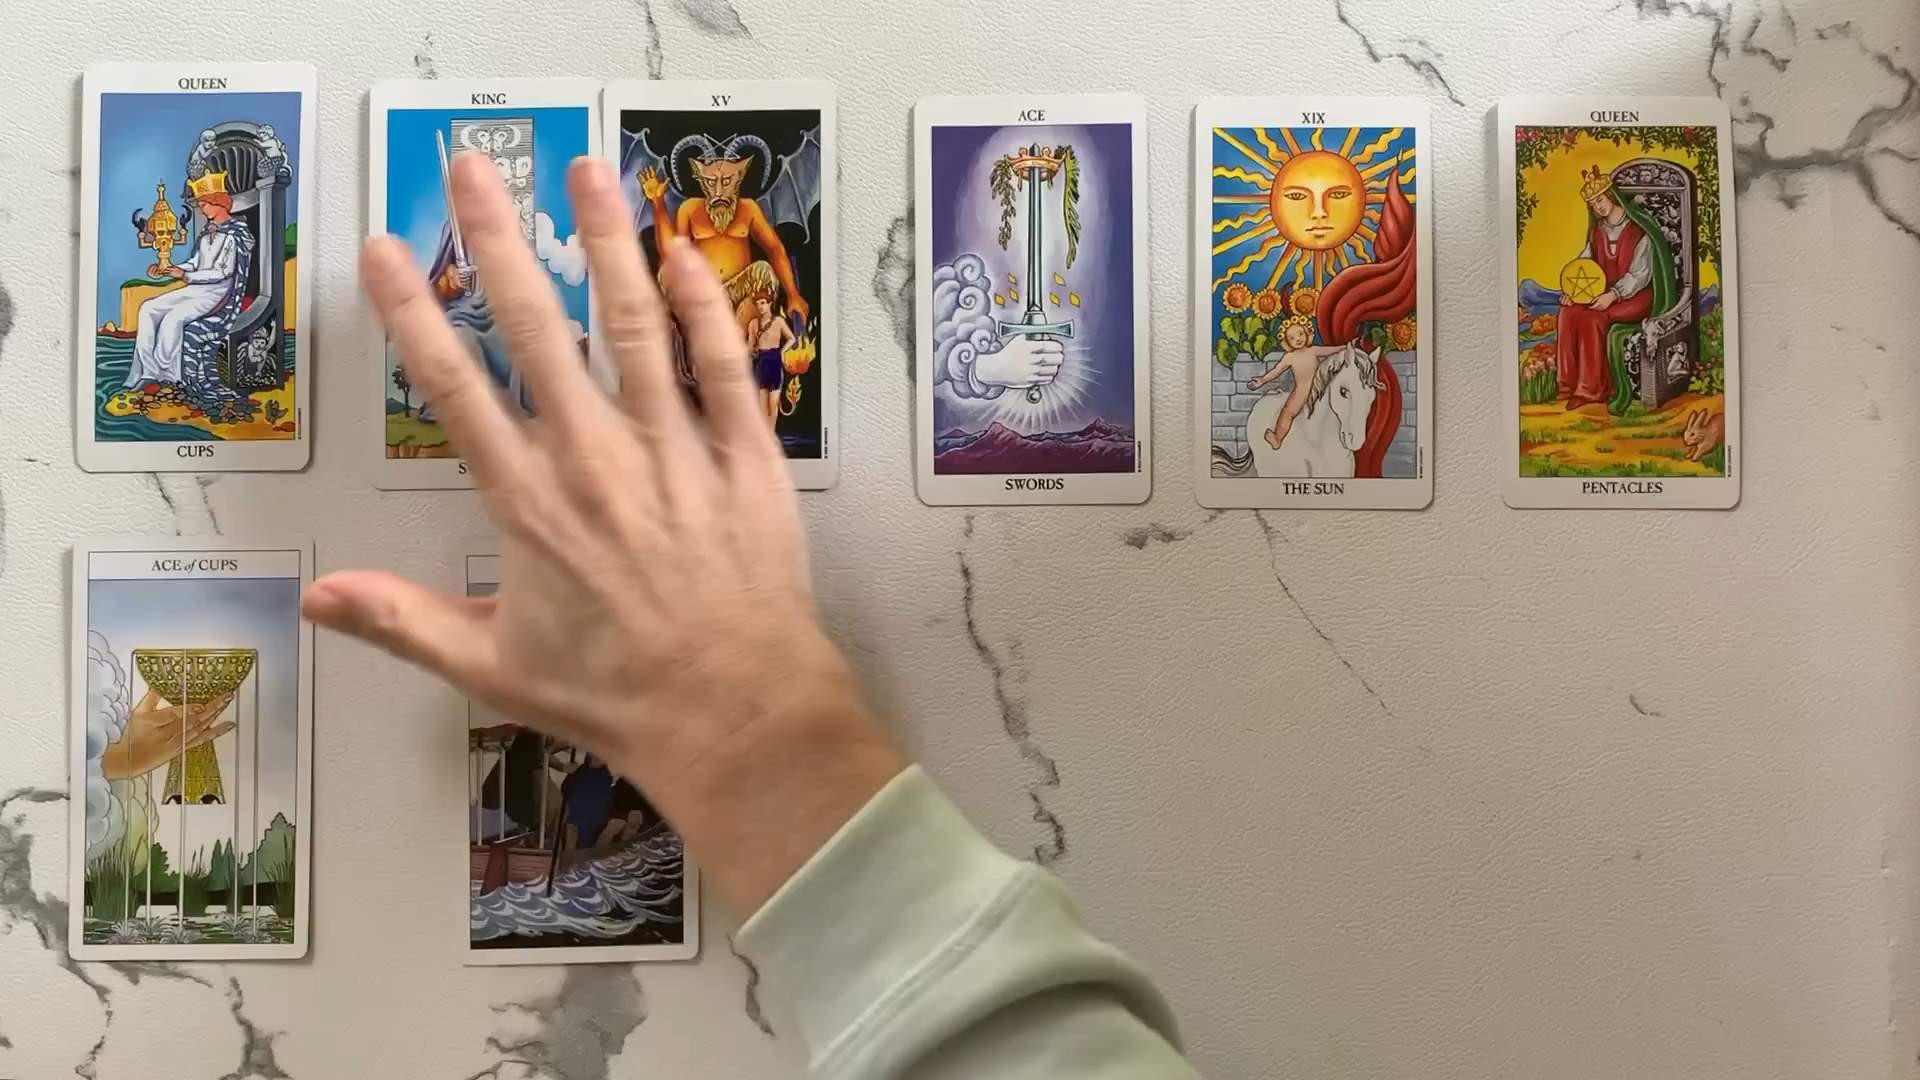 QUEEN
KING
XV
ACE
XIX
QUEEN
CUPS
S
SWORDS
THE SUN
PENTACLES
ACE of CUPS